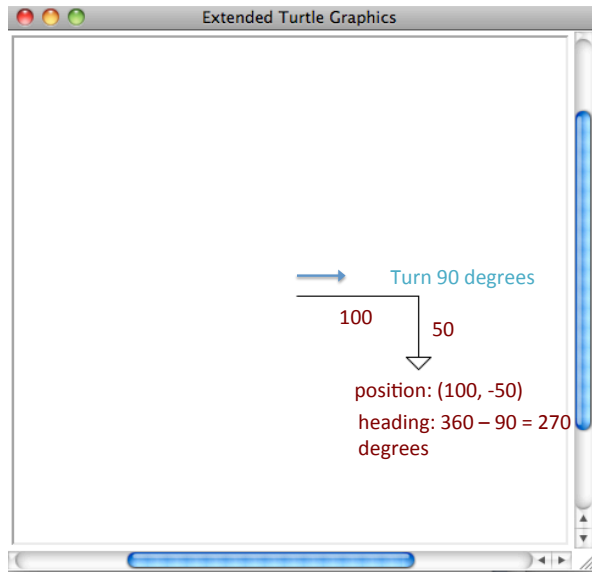 Extended Turtle Graphics
Turn 90 degrees
100
50
position: (100, -50)
heading: 360 – 90 = 270
degrees